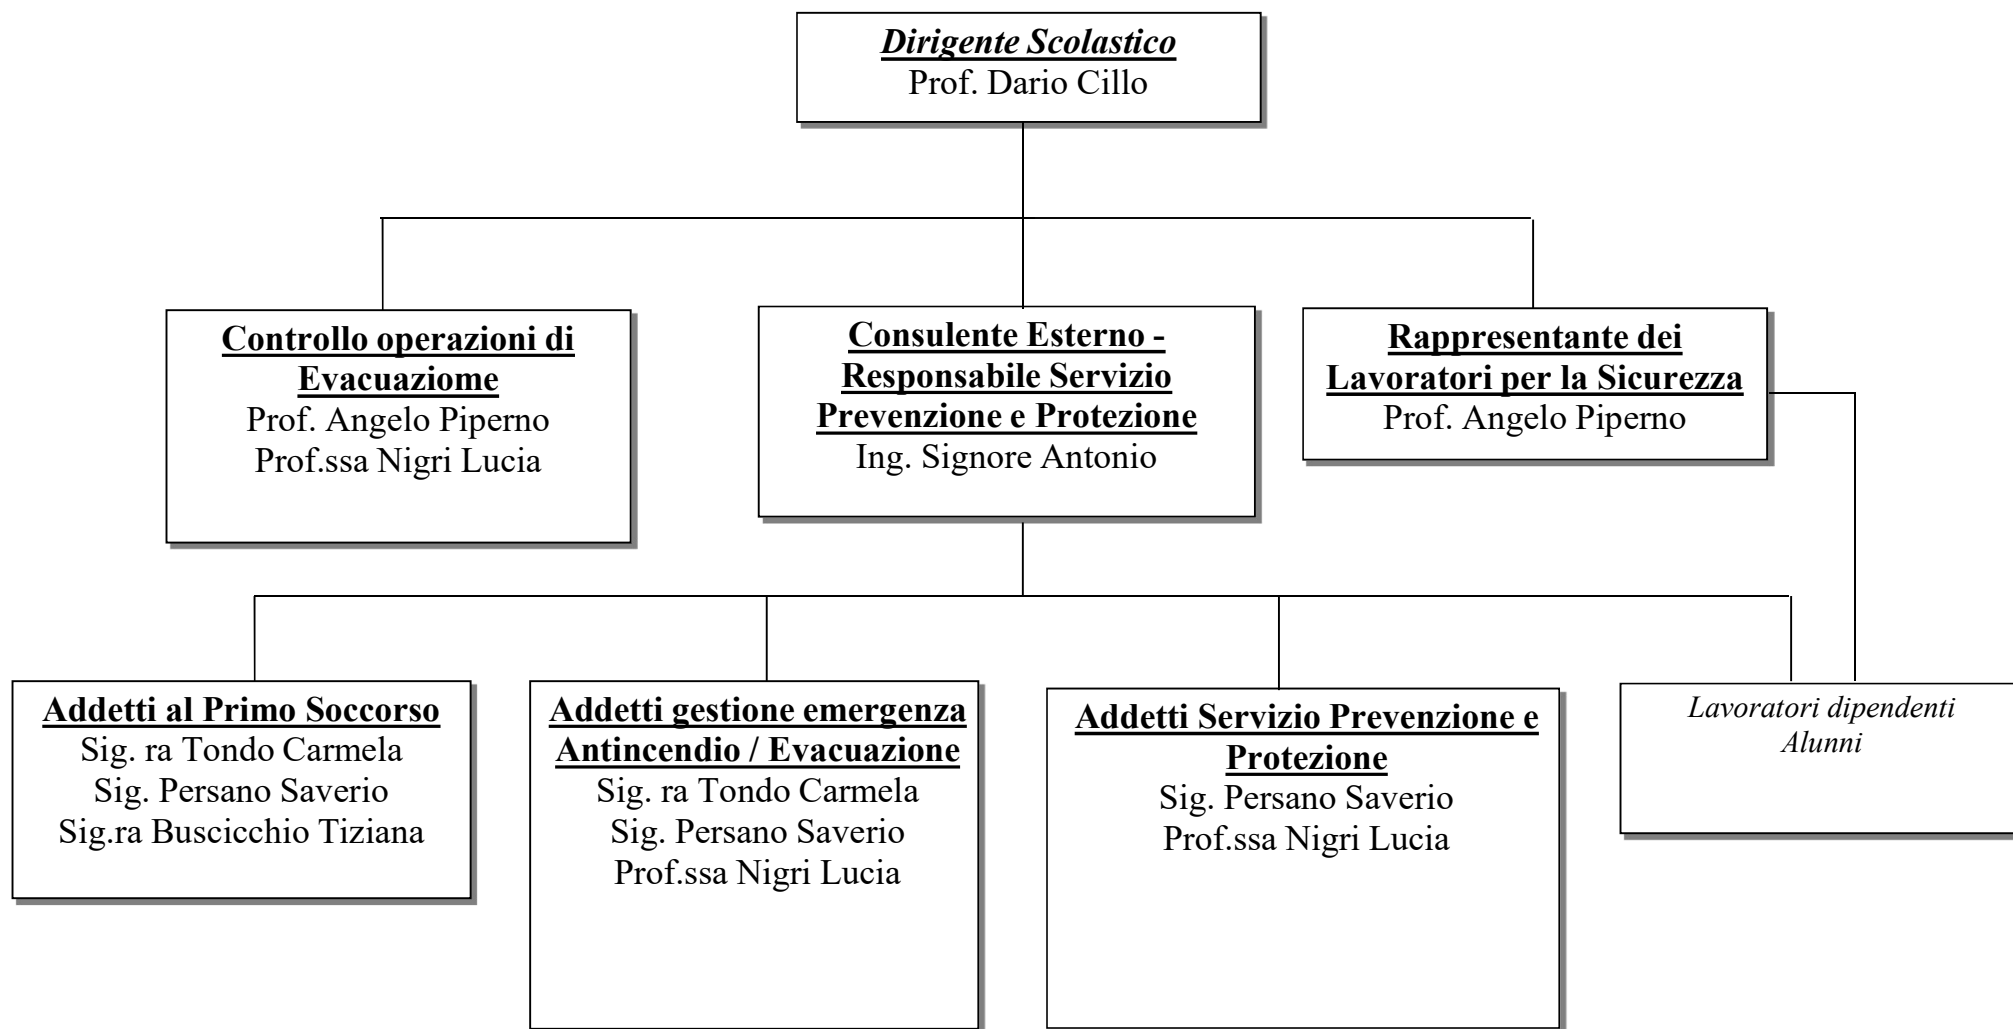 Dirigente Scolastico
Prof. Dario Cillo
Controllo operazioni di
Evacuaziome
Prof. Angelo Piperno
Prof.ssa Nigri Lucia
Consulente Esterno -
Responsabile Servizio
Prevenzione e Protezione
Ing. Signore Antonio
Rappresentante dei
Lavoratori per la Sicurezza
Prof. Angelo Piperno
Addetti al Primo Soccorso
Sig. ra Tondo Carmela
Sig. Persano Saverio
Sig.ra Buscicchio Tiziana
Addetti gestione emergenza
Antincendio / Evacuazione
Sig. ra Tondo Carmela
Sig. Persano Saverio
Prof.ssa Nigri Lucia
Addetti Servizio Prevenzione e
Protezione
Sig. Persano Saverio
Prof.ssa Nigri Lucia
Lavoratori dipendenti
Alunni